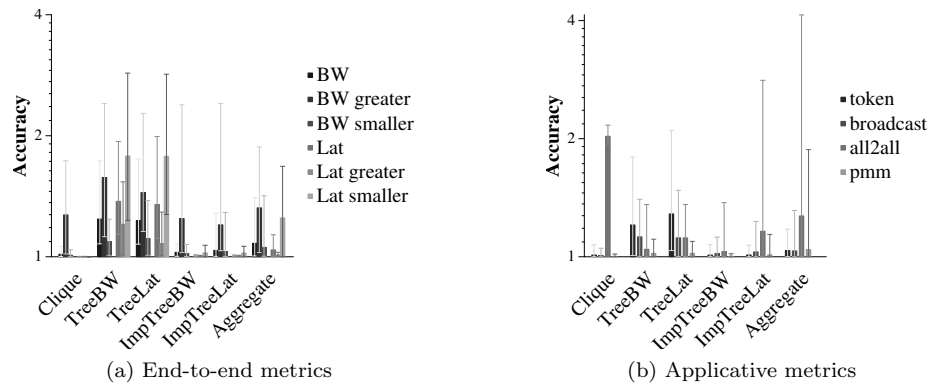 4
2
1
Accuracy
Clique
TreeBW
TreeLat
ImpTreeBW
ImpTreeLat
Aggregate
BW
BW greater
BW smaller
Lat
Lat greater
Lat smaller
(a) End-to-end metrics
4
2
1
Accuracy
Clique
TreeBW
TreeLat
ImpTreeBW
ImpTreeLat
Aggregate
token
broadcast
all2all
pmm
(b) Applicative metrics